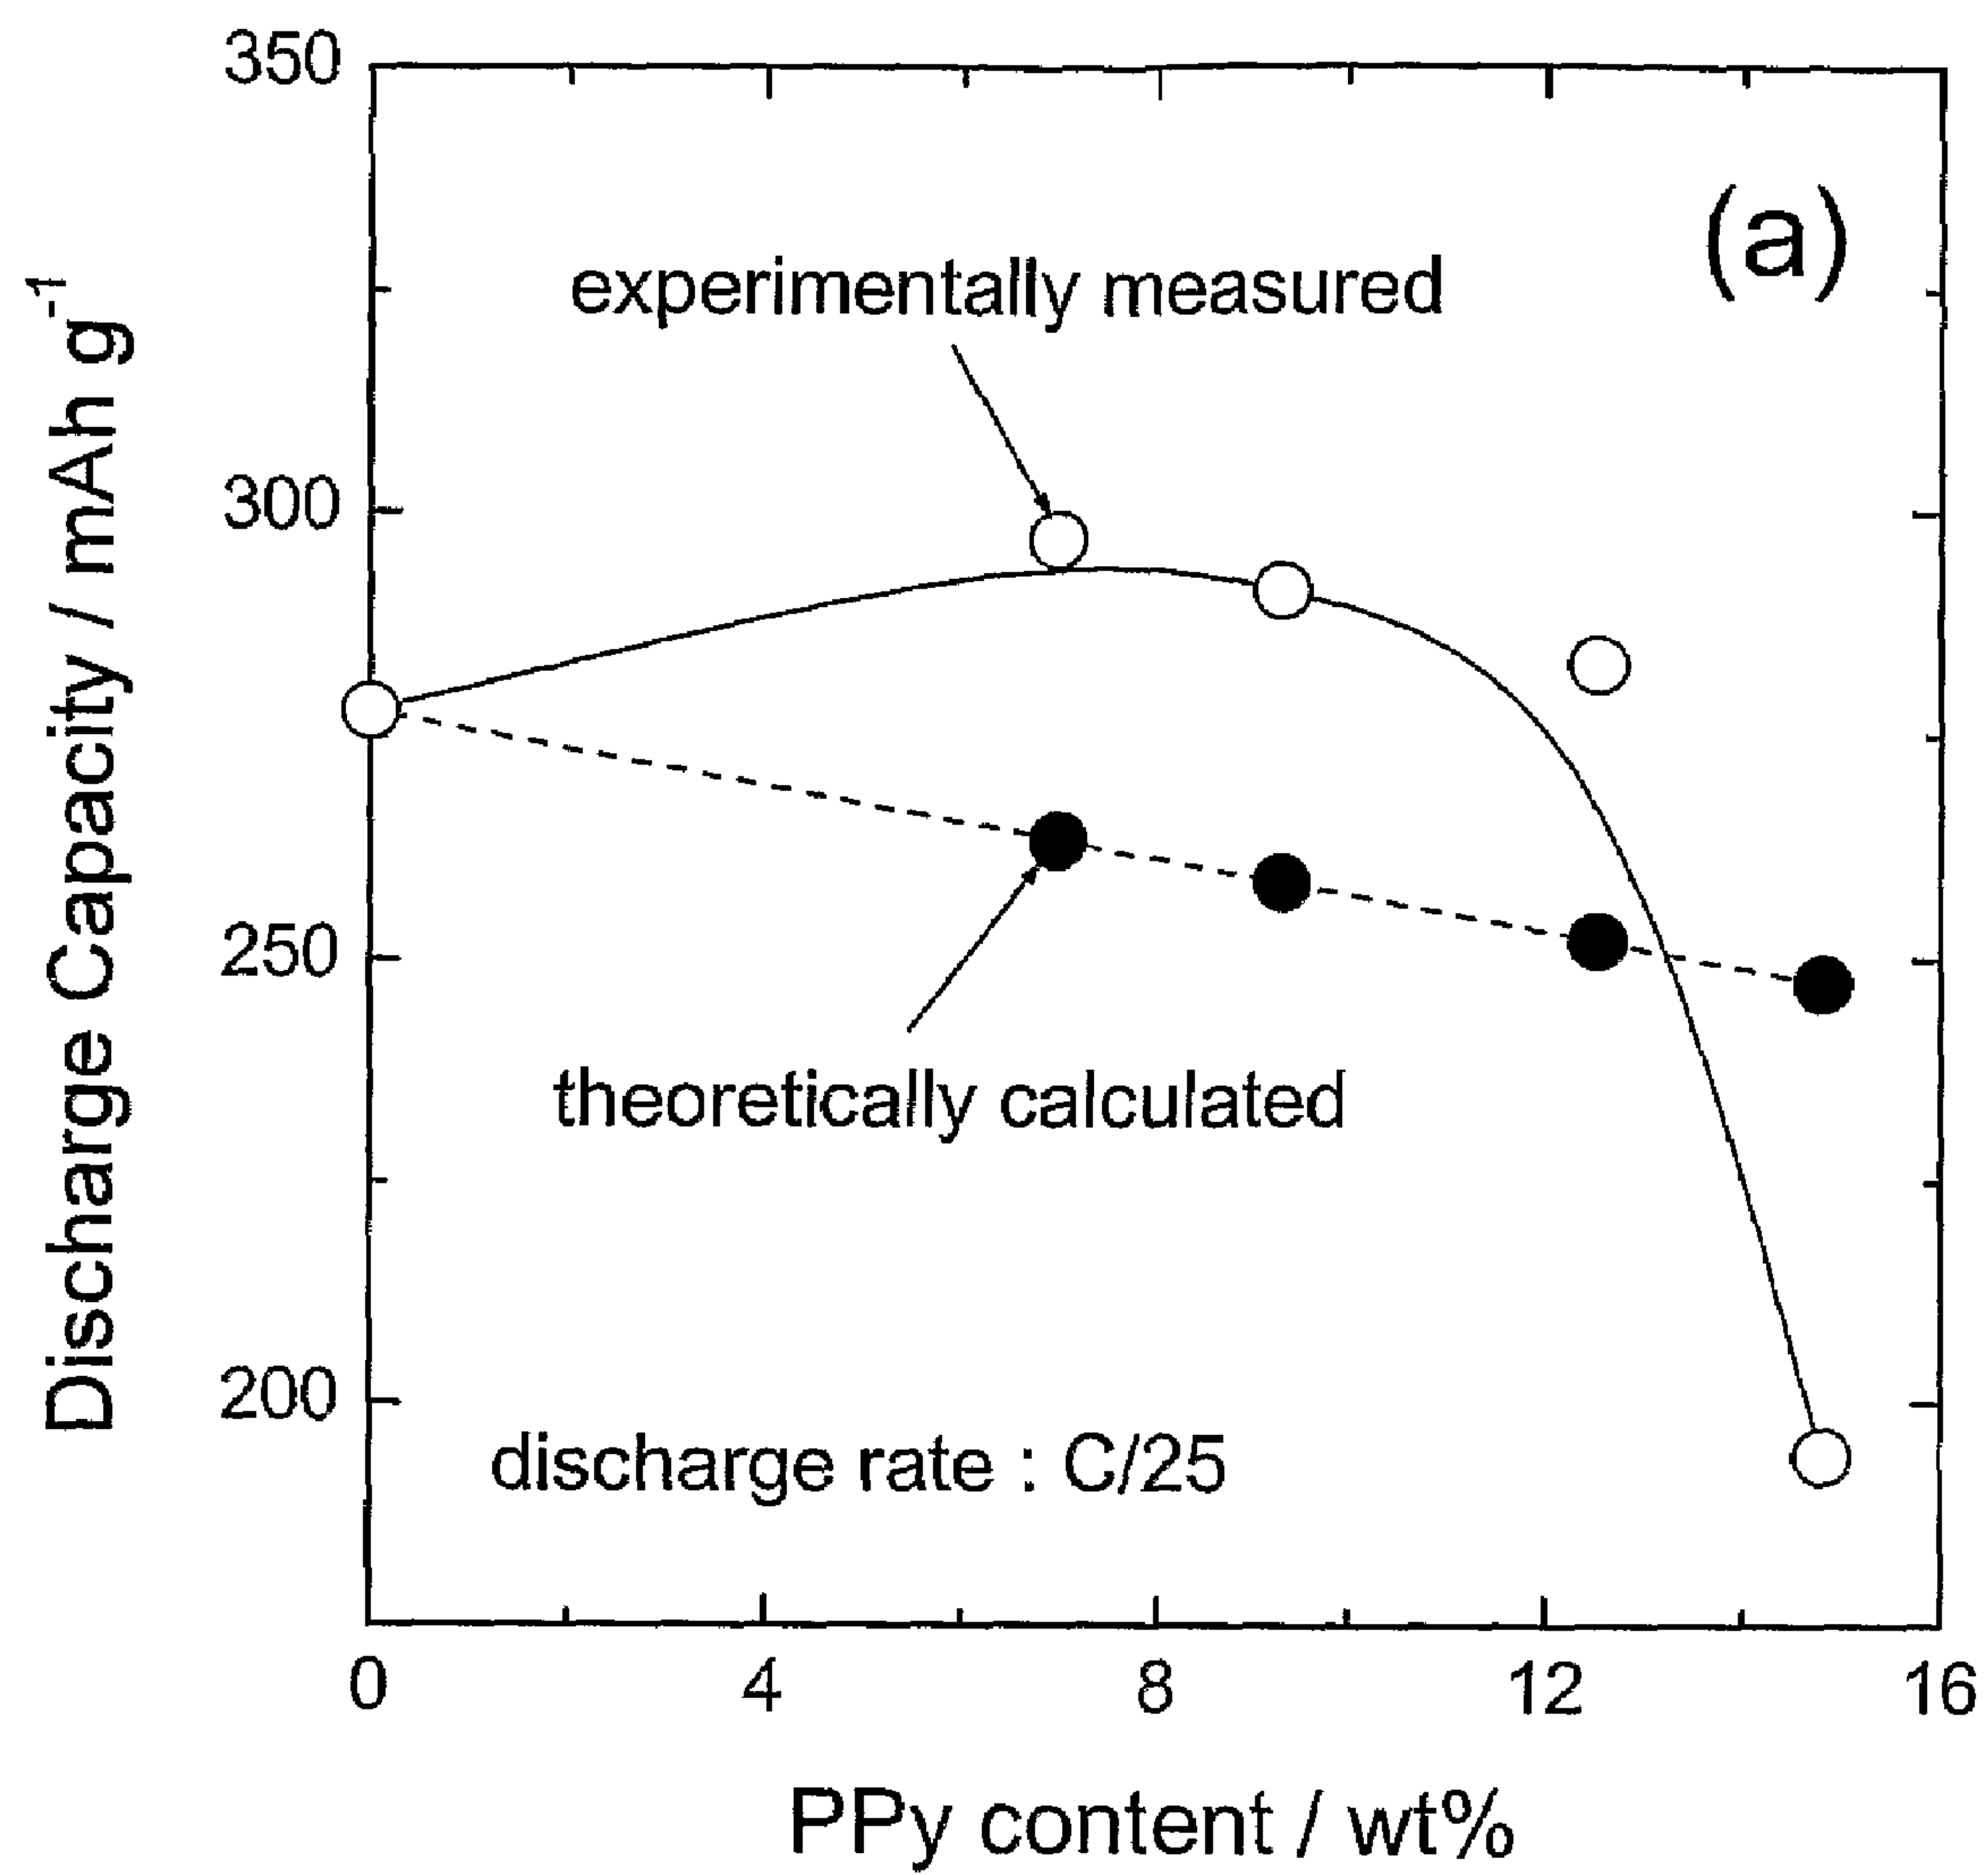 350
(a)
experimentally measured
300
250
theoretically calculated
200
discharge rate : C/25
0 4 8 12 16
PPy content / wt%
Discharge Capacity / mAh g⁻¹